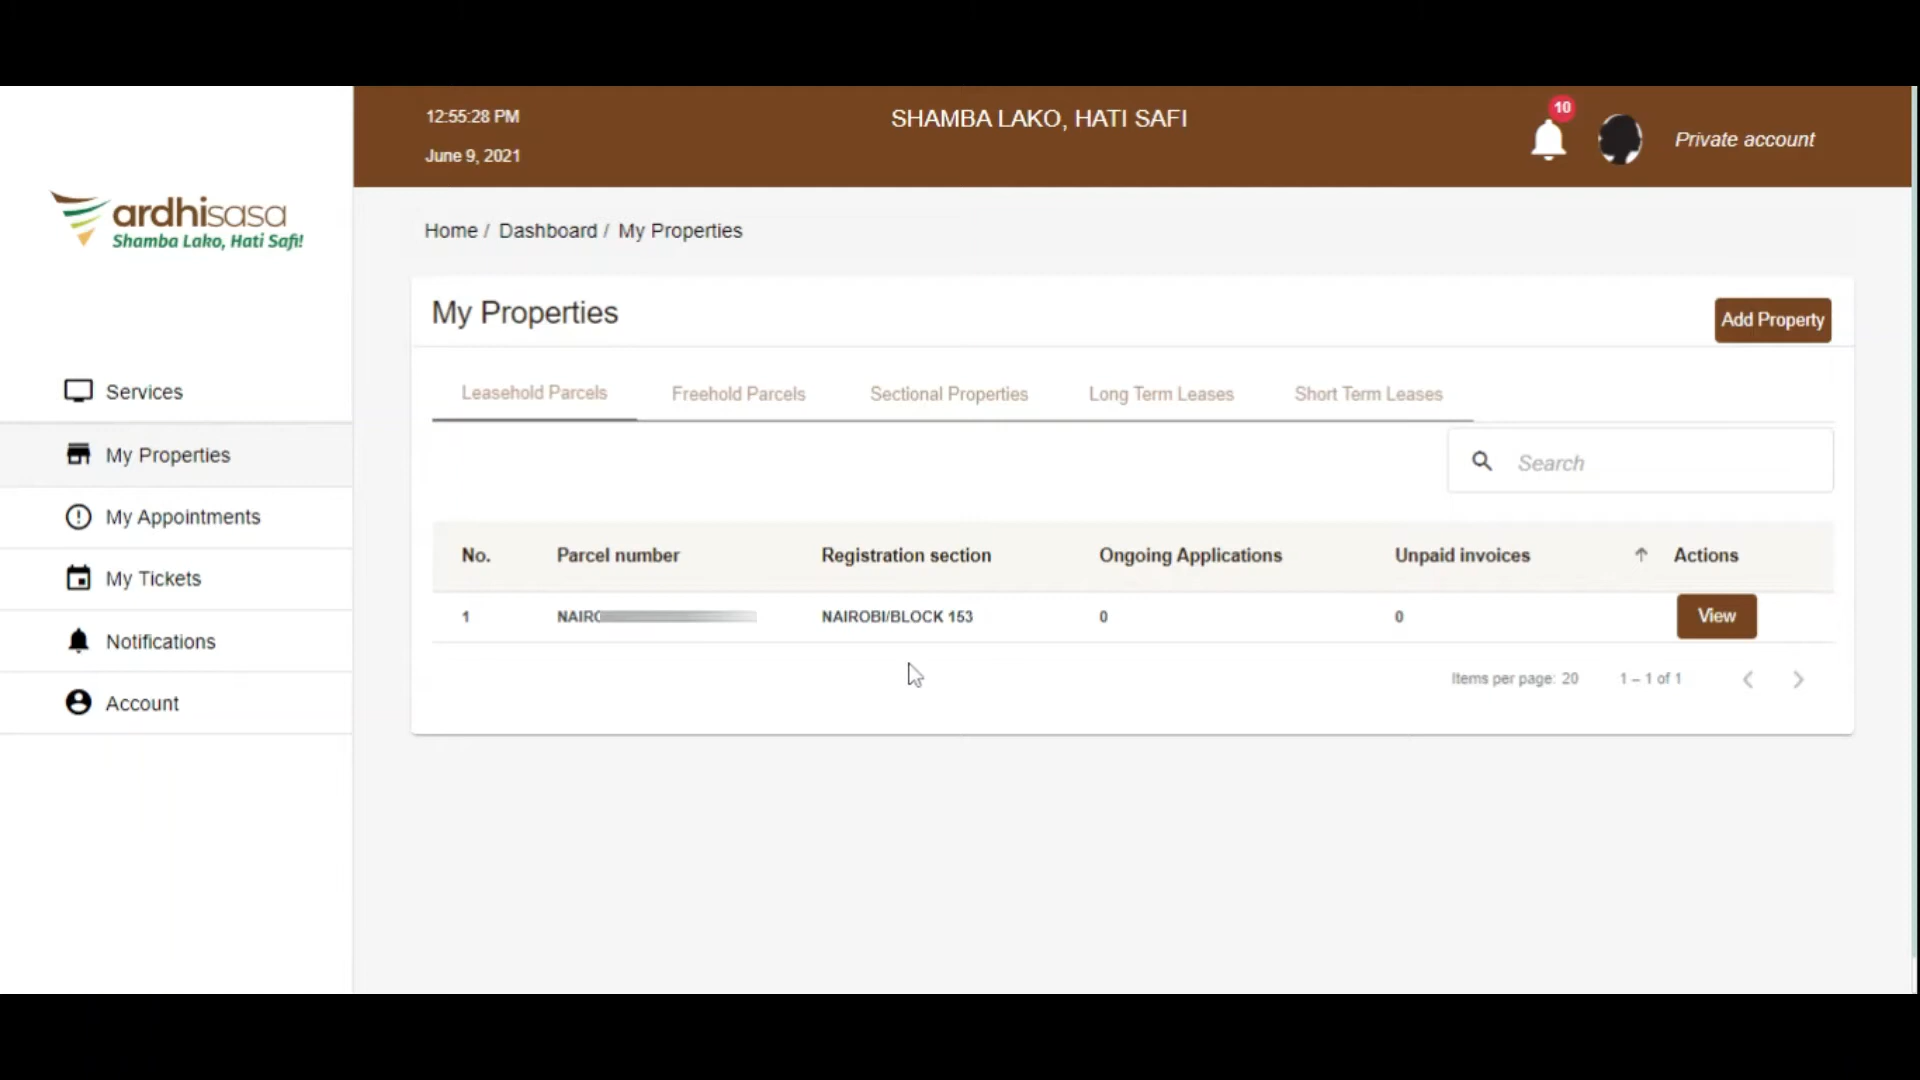 12:55:28 PM
SHAMBA LAKO, HATI SAFI
10
Private account
June 9, 2021
ardhisasa
Shamba Lako, Hati Safi!
Home / Dashboard / My Properties
My Properties
Add Property
Services
My Properties
My Appointments
My Tickets
Notifications
Account
Leasehold Parcels Freehold Parcels Sectional Properties Long Term Leases Short Term Leases
Search
No. Parcel number Registration section Ongoing Applications Unpaid invoices Actions
1 NAIROBI/BLOCK 153 0 0 View
Items per page: 20 1 – 1 of 1